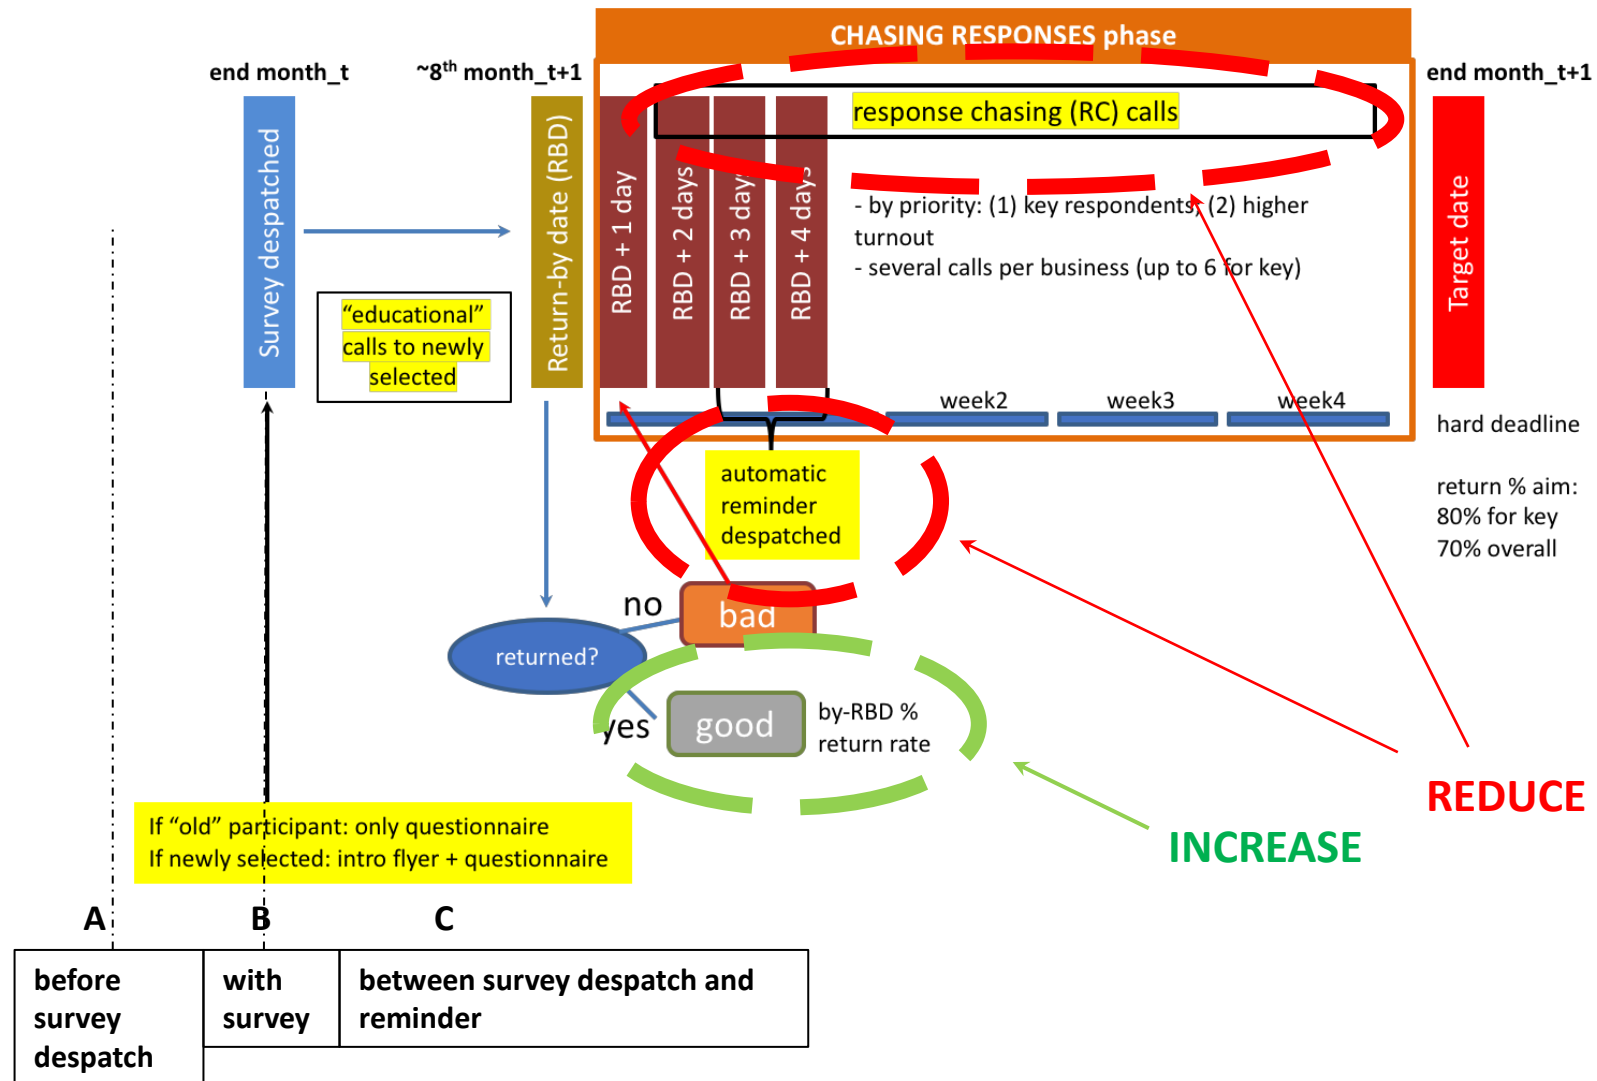 CHASING RESPONSES phase
end month_t
~8th month_t+1
end month_t+1
response chasing (RC) calls
Survey despatched
Return-by date (RBD)
RBD + 1 day
RBD + 2 days
RBD + 3 days
RBD + 4 days
Target date
- by priority: (1) key respondents, (2) higher
turnout
- several calls per business (up to 6 for key)
“educational”
calls to newly
selected
week2
week3
week4
hard deadline
return % aim:
80% for key
70% overall
automatic
reminder
despatched
no
bad
returned?
yes
good
by-RBD %
return rate
REDUCE
INCREASE
If “old” participant: only questionnaire
If newly selected: intro flyer + questionnaire
A
B
C
before
survey
despatch
with
survey
between survey despatch and
reminder